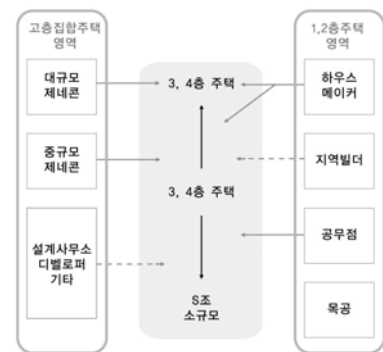 고층집합주택
영역
대규모
제네콘
중규모
제네콘
설계사무소
디벨로퍼
기타
3, 4층 주택
3, 4층 주택
S조
소규모
1,2층주택
영역
하우스
메이커
지역빌더
공무점
목공